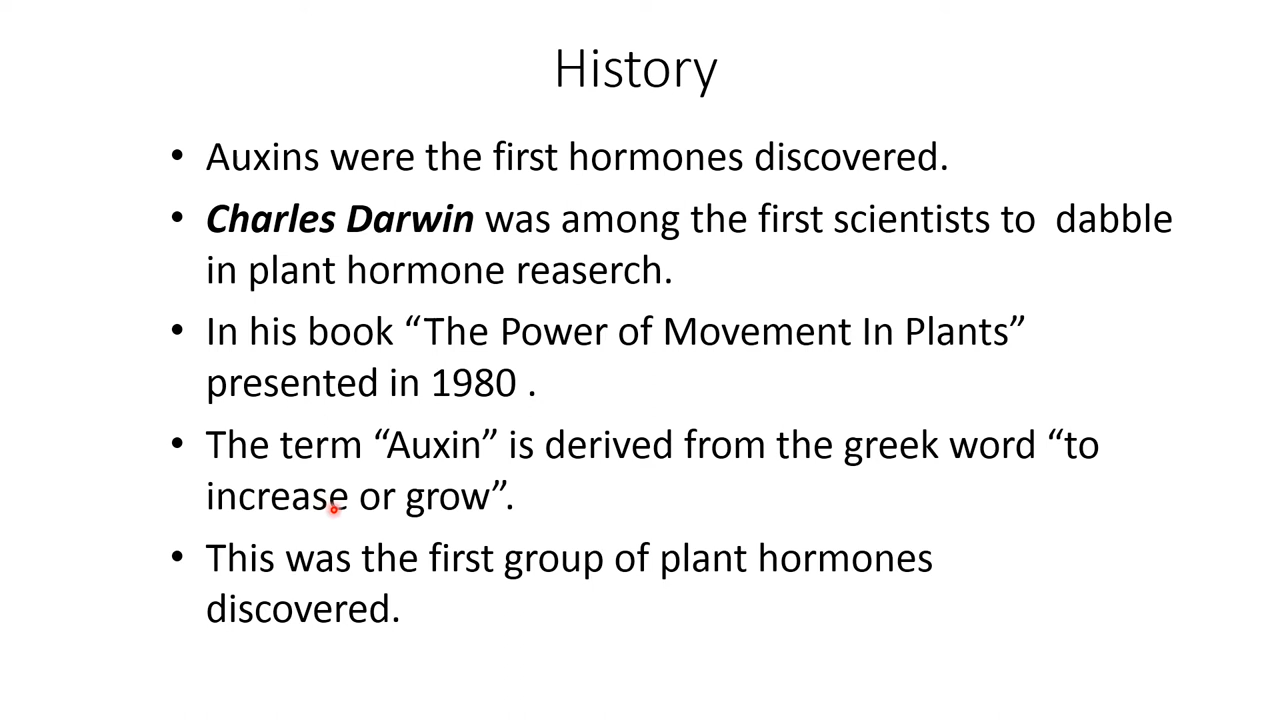 History
• Auxins were the first hormones discovered.
• Charles Darwin was among the first scientists to  dabble
in plant hormone reaserch.
• In his book “The Power of Movement In Plants”
presented in 1980 .
• The term “Auxin” is derived from the greek word “to
increase or grow”.
• This was the first group of plant hormones
discovered.